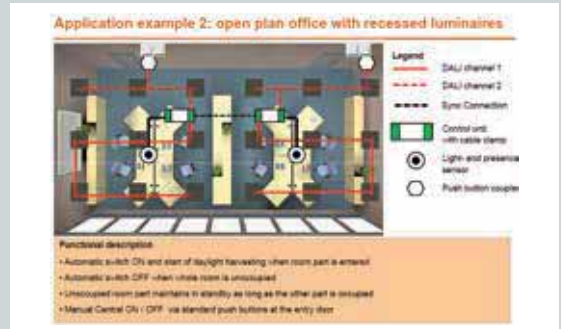 Application example 2: open plan office with recessed luminaires
Legend
DALI channel 1
DALI channel 2
Sync Connection
Control unit
with cable clamp
Light- and presence
sensor
Push button coupler
Functional description
• Automatic switch ON and start of daylight harvesting when room part is entered
• Automatic switch OFF when whole room is unoccupied
• Unoccupied room part maintains in standby as long as the other part is occupied
• Manual Central ON / OFF via standard push buttons at the entry door